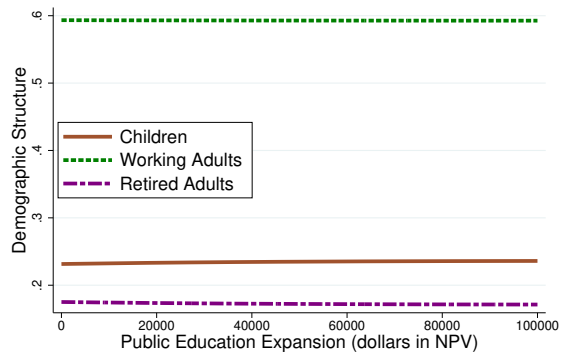 .6
.5
.4
.3
.2
Demographic Structure
Children
Working Adults
Retired Adults
0 20000 40000 60000 80000 100000
Public Education Expansion (dollars in NPV)